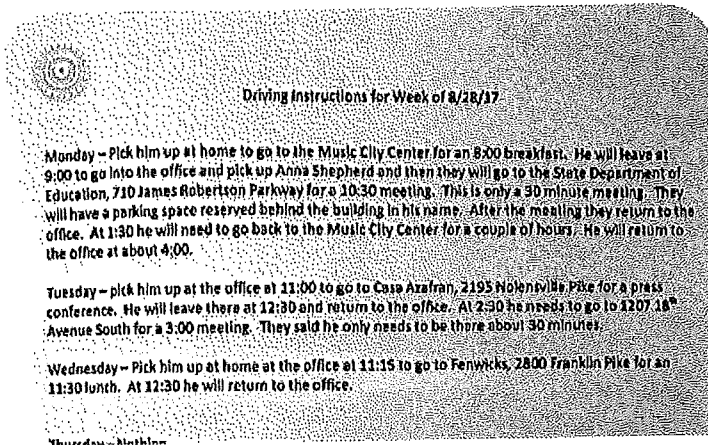 Driving Instructions for Week of 8/28/17
Monday – Pick him up at home to go to the Music City Center for an 8:00 breakfast. He will leave at
9:00 to go into the office and pick up Anna Shepherd and then they will go to the State Department of
Education, 710 James Robertson Parkway for a 10:30 meeting. This is only a 30 minute meeting. They
will have a parking space reserved behind the building in his name. After the meeting they return to the
office. At 1:30 he will need to go back to the Music City Center for a couple of hours. He will return to
the office at about 4:00.
Tuesday – pick him up at the office at 11:00 to go to Casa Azafran, 2195 Nolensville Pike for a press
conference. He will leave there at 12:30 and return to the office. At 2:30 he needs to go to 1207 18th
Avenue South for a 3:00 meeting. They said he only needs to be there about 30 minutes.
Wednesday – Pick him up at home at the office at 11:15 to go to Fenwicks, 2800 Franklin Pike for an
11:30 lunch. At 12:30 he will return to the office.
Thursday – Nothing